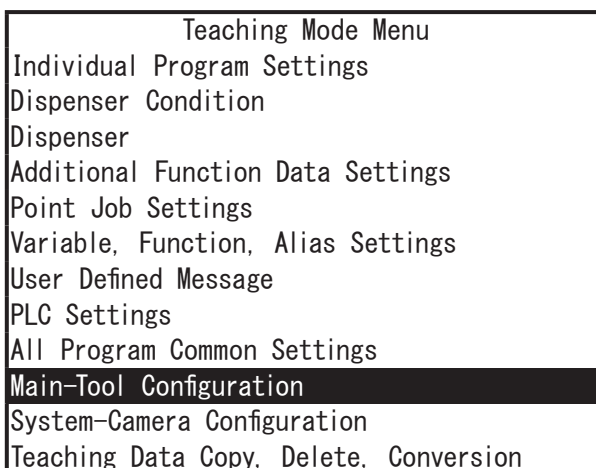 Teaching Mode Menu
Individual Program Settings
Dispenser Condition
Dispenser
Additional Function Data Settings
Point Job Settings
Variable, Function, Alias Settings
User Defined Message
PLC Settings
All Program Common Settings
Main-Tool Configuration
System-Camera Configuration
Teaching Data Copy, Delete, Conversion